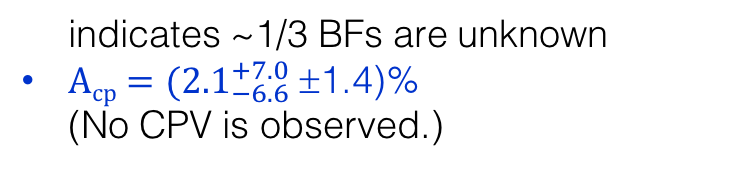 indicates ~1/3 BFs are unknown
• A_cp = (2.1^{+7.0}_{−6.6} ±1.4)%
(No CPV is observed.)